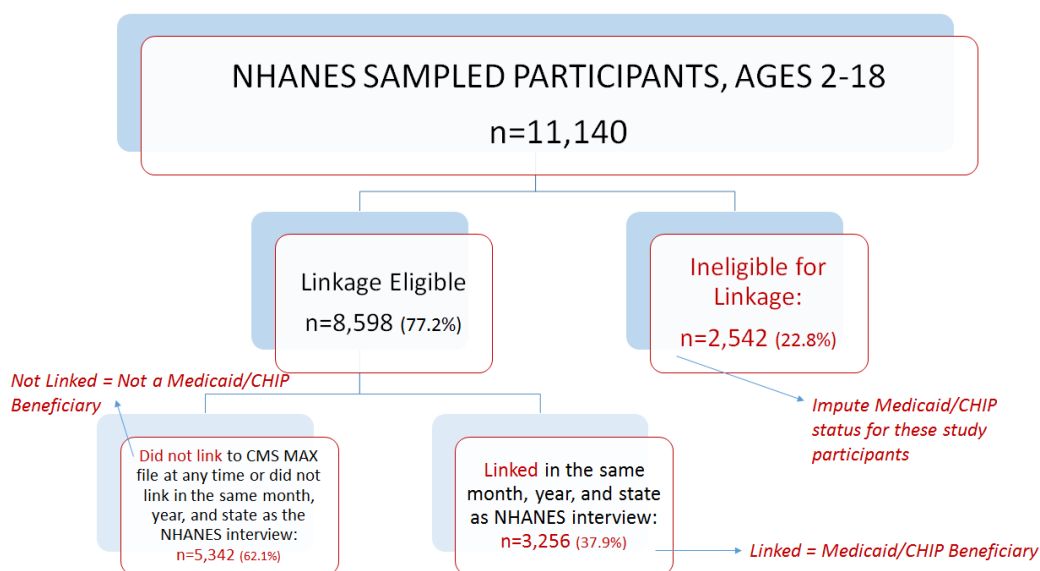 NHANES SAMPLED PARTICIPANTS, AGES 2-18
n=11,140
Linkage Eligible
n=8,598 (77.2%)
Ineligible for
Linkage:
n=2,542 (22.8%)
Not Linked = Not a Medicaid/CHIP
Beneficiary
Impute Medicaid/CHIP
status for these study
participants
Did not link to CMS MAX
file at any time or did not
link in the same month,
year, and state as the
NHANES interview:
n=5,342 (62.1%)
Linked in the same
month, year, and state
as NHANES interview:
n=3,256 (37.9%)
Linked = Medicaid/CHIP Beneficiary